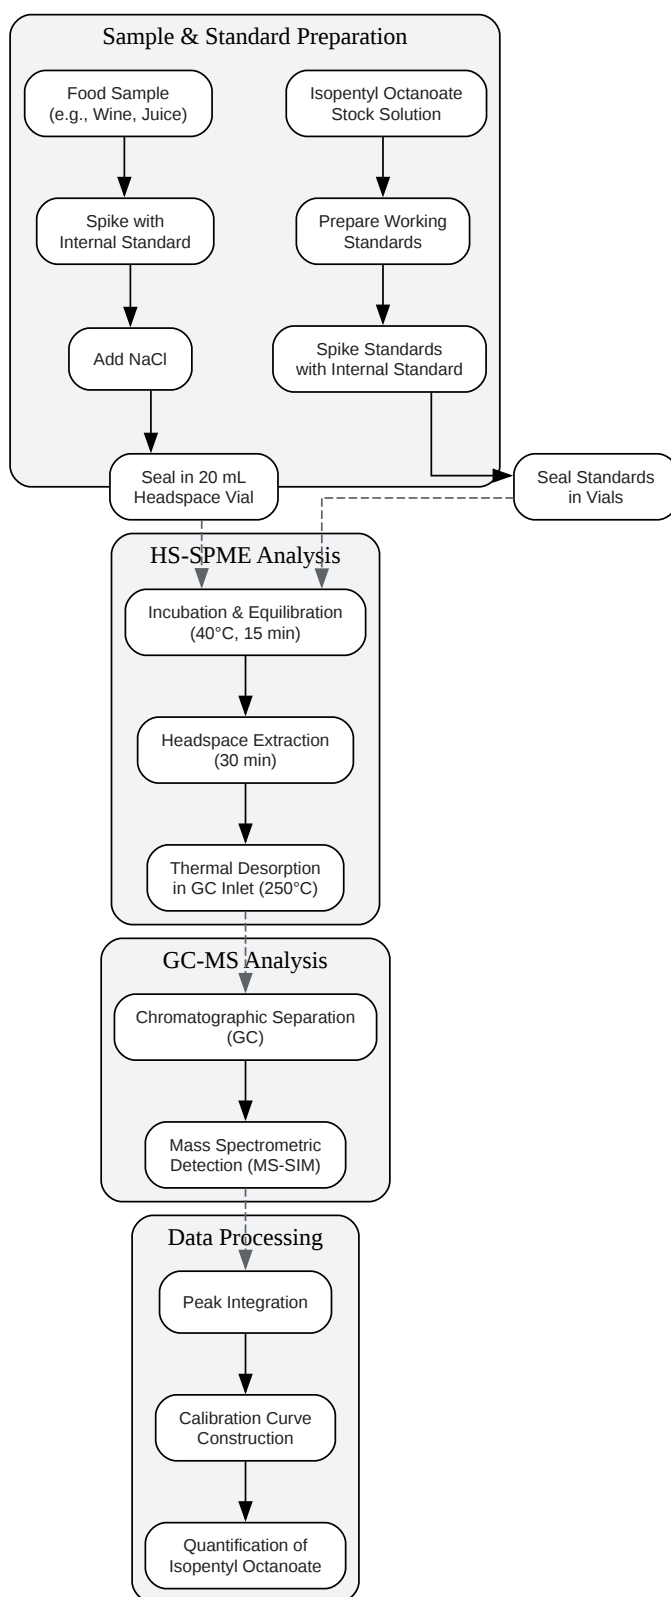 Sample & Standard Preparation
Food Sample
(e.g., Wine, Juice)
Isopentyl Octanoate
Stock Solution
Spike with
Internal Standard
Prepare Working
Standards
Add NaCl
Spike Standards
with Internal Standard
Seal in 20 mL
Headspace Vial
Seal Standards
in Vials
HS-SPME Analysis
Incubation & Equilibration
(40°C, 15 min)
Headspace Extraction
(30 min)
Thermal Desorption
in GC Inlet (250°C)
GC-MS Analysis
Chromatographic Separation
(GC)
Mass Spectrometric
Detection (MS-SIM)
Data Processing
Peak Integration
Calibration Curve
Construction
Quantification of
Isopentyl Octanoate